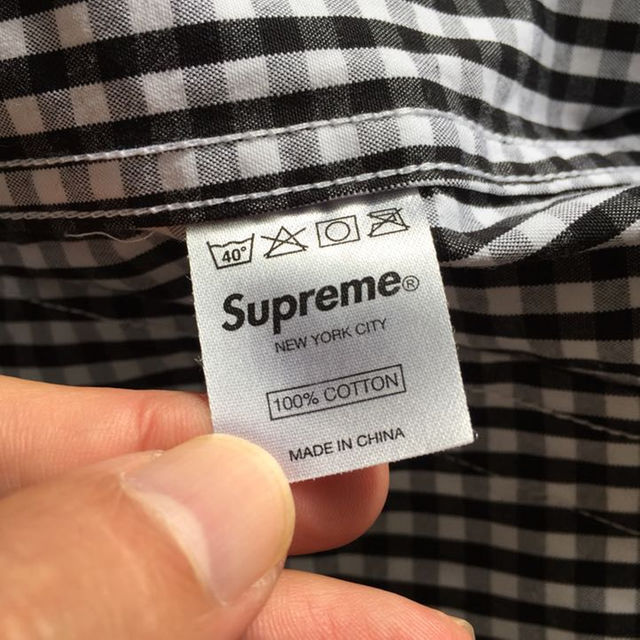 40°
Supreme®
NEW YORK CITY
100% COTTON
MADE IN CHINA